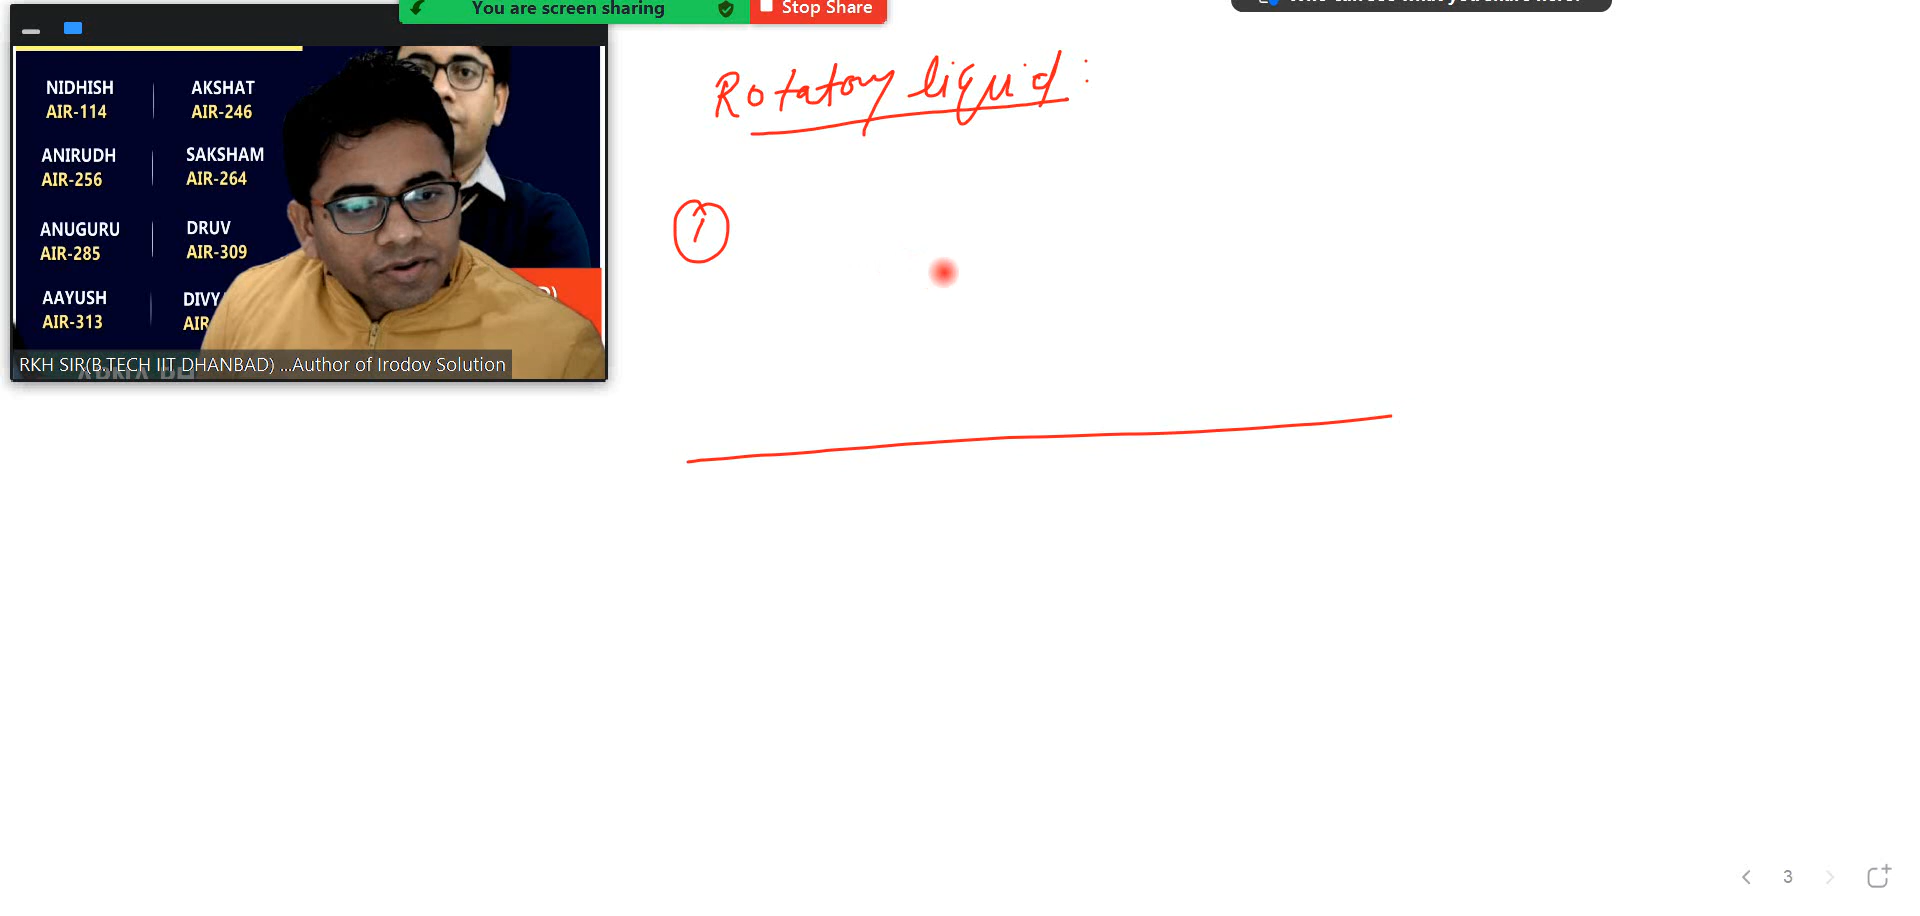 You are screen sharing
Stop Share
NIDHISH
AIR-114
AKSHAT
AIR-246
ANIRUDH
AIR-256
SAKSHAM
AIR-264
ANUGURU
AIR-285
DRUV
AIR-309
AAYUSH
AIR-313
DIVY
AIR
RKH SIR(B.TECH IIT DHANBAD) ...Author of Irodov Solution
Rotatory liquid :
i
3